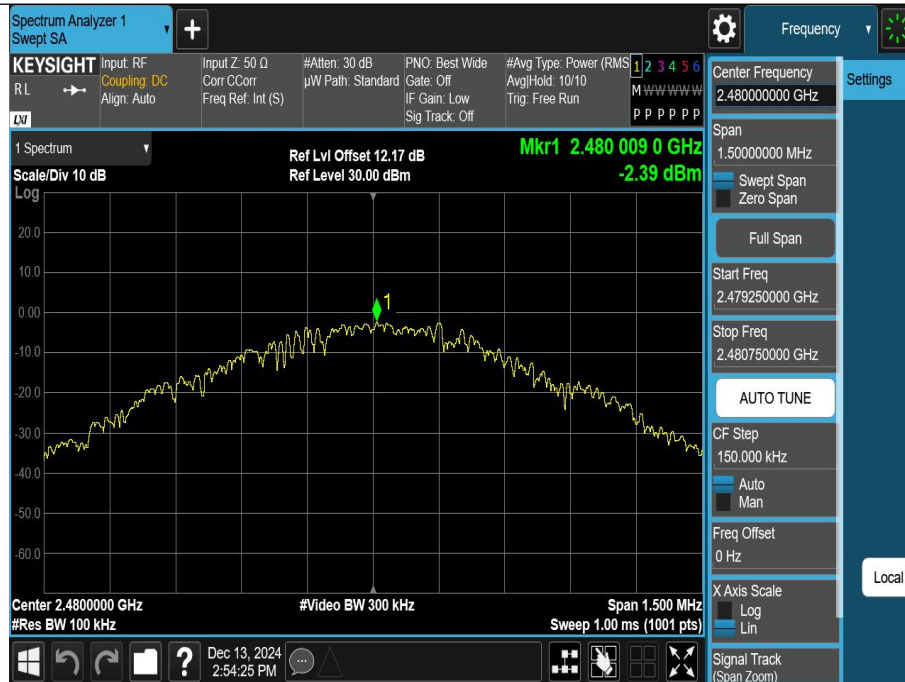 Spectrum Analyzer 1
Swept SA
+
Frequency
KEYSIGHT
RL
LXI
Input: RF
Coupling: DC
Align: Auto
Input Z: 50 Ω
Corr CCorr
Freq Ref: Int (S)
#Atten: 30 dB
µW Path: Standard
PNO: Best Wide
Gate: Off
IF Gain: Low
Sig Track: Off
#Avg Type: Power (RMS
Avg|Hold: 10/10
Trig: Free Run
1 2 3 4 5 6
M W W W W W
P P P P P P
1 Spectrum
Scale/Div 10 dB
Log
Ref Lvl Offset 12.17 dB
Ref Level 30.00 dBm
Mkr1 2.480 009 0 GHz
-2.39 dBm
20.0
10.0
0.00
-10.0
-20.0
-30.0
-40.0
-50.0
-60.0
1
Center 2.4800000 GHz
#Res BW 100 kHz
#Video BW 300 kHz
Span 1.500 MHz
Sweep 1.00 ms (1001 pts)
Center Frequency
2.480000000 GHz
Settings
Span
1.50000000 MHz
Swept Span
Zero Span
Full Span
Start Freq
2.479250000 GHz
Stop Freq
2.480750000 GHz
AUTO TUNE
CF Step
150.000 kHz
Auto
Man
Freq Offset
0 Hz
Local
X Axis Scale
Log
Lin
Signal Track
(Span Zoom)
?
Dec 13, 2024
2:54:25 PM